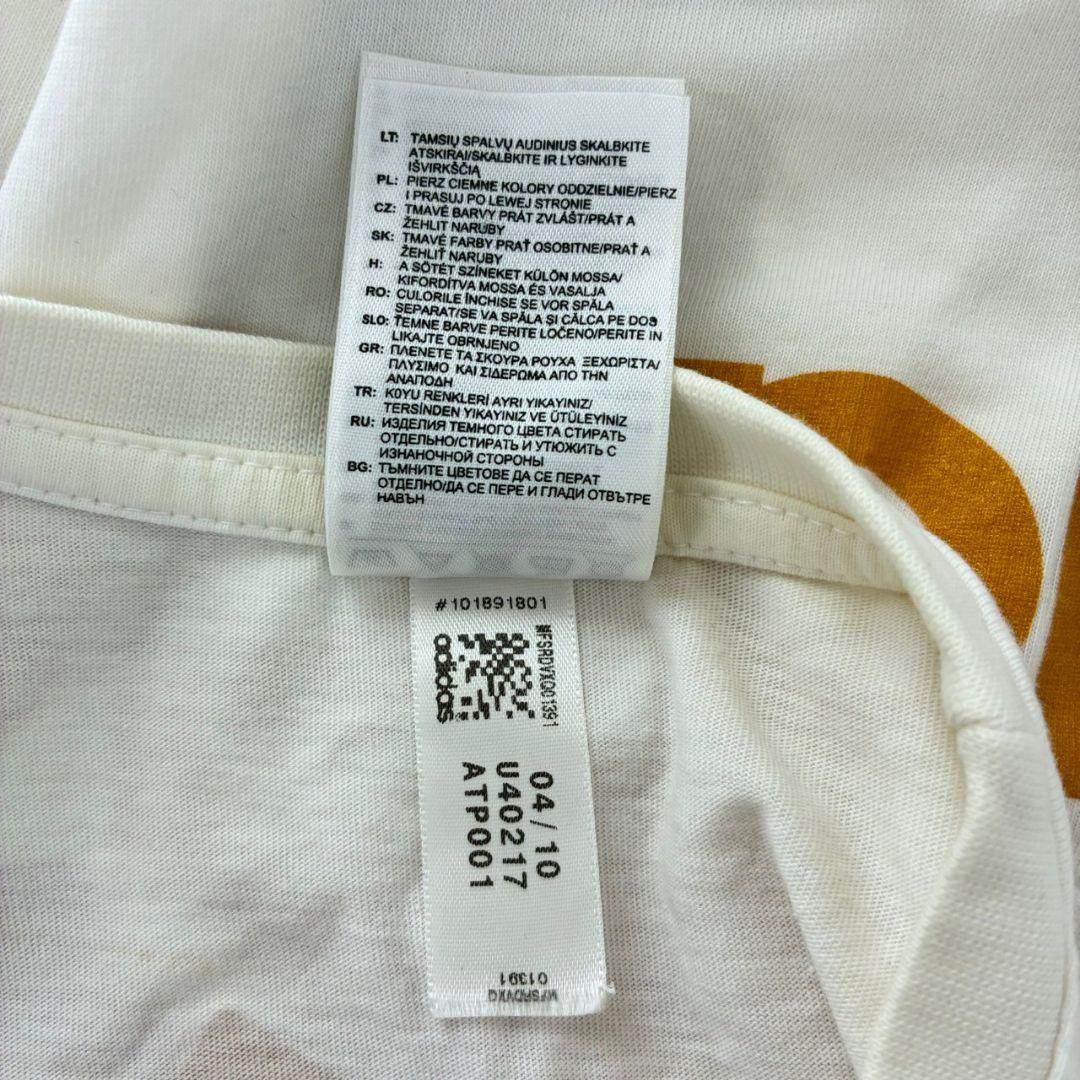 LT: TAMSIŲ SPALVŲ AUDINIUS SKALBKITE
ATSKIRAI/SKALBKITE IR LYGINKITE
IŠVIRKŠČIĄ
PL: PIERZ CIEMNE KOLORY ODDZIELNIE/PIERZ
I PRASUJ PO LEWEJ STRONIE
CZ: TMAVÉ BARVY PRÁT ZVLÁŠT/PRÁT A
ŽEHLIT NARUBY
SK: TMAVÉ FARBY PRAŤ OSOBITNE/PRAŤ A
ŽEHLIŤ NARUBY
H: A SÖTÉT SZÍNEKET KÜLÖN MOSSA/
KIFORDÍTVA MOSSA ÉS VASALJA
RO: CULORILE ÎNCHISE SE VOR SPĂLA
SEPARAT/SE VA SPĂLA ŞI CĂLCA PE DOS
SLO: TEMNE BARVE PERITE LOČENO/PERITE IN
LIKAJTE OBRNJENO
GR: ΠΛΕΝΕΤΕ ΤΑ ΣΚΟΥΡΑ ΡΟΥΧΑ ΞΕΧΩΡΙΣΤΑ/
ΠΛΥΣΙΜΟ ΚΑΙ ΣΙΔΕΡΩΜΑ ΑΠΟ ΤΗΝ
ΑΝΑΠΟΔΗ
TR: KOYU RENKLERİ AYRI YIKAYINIZ/
TERSİNDEN YIKAYINIZ VE ÜTÜLEYİNİZ
RU: ИЗДЕЛИЯ ТЕМНОГО ЦВЕТА СТИРАТЬ
ОТДЕЛЬНО/СТИРАТЬ И УТЮЖИТЬ С
ИЗНАНОЧНОЙ СТОРОНЫ
BG: ТЪМНИТЕ ЦВЕТОВЕ ДА СЕ ПЕРАТ
ОТДЕЛНО/ДА СЕ ПЕРЕ И ГЛАДИ ОТВЪТРЕ
НАВЪН
#101891801
adidas
MFSRDVXQ01391
04/10
U40217
ATP001
MFSRDVXQ
01391